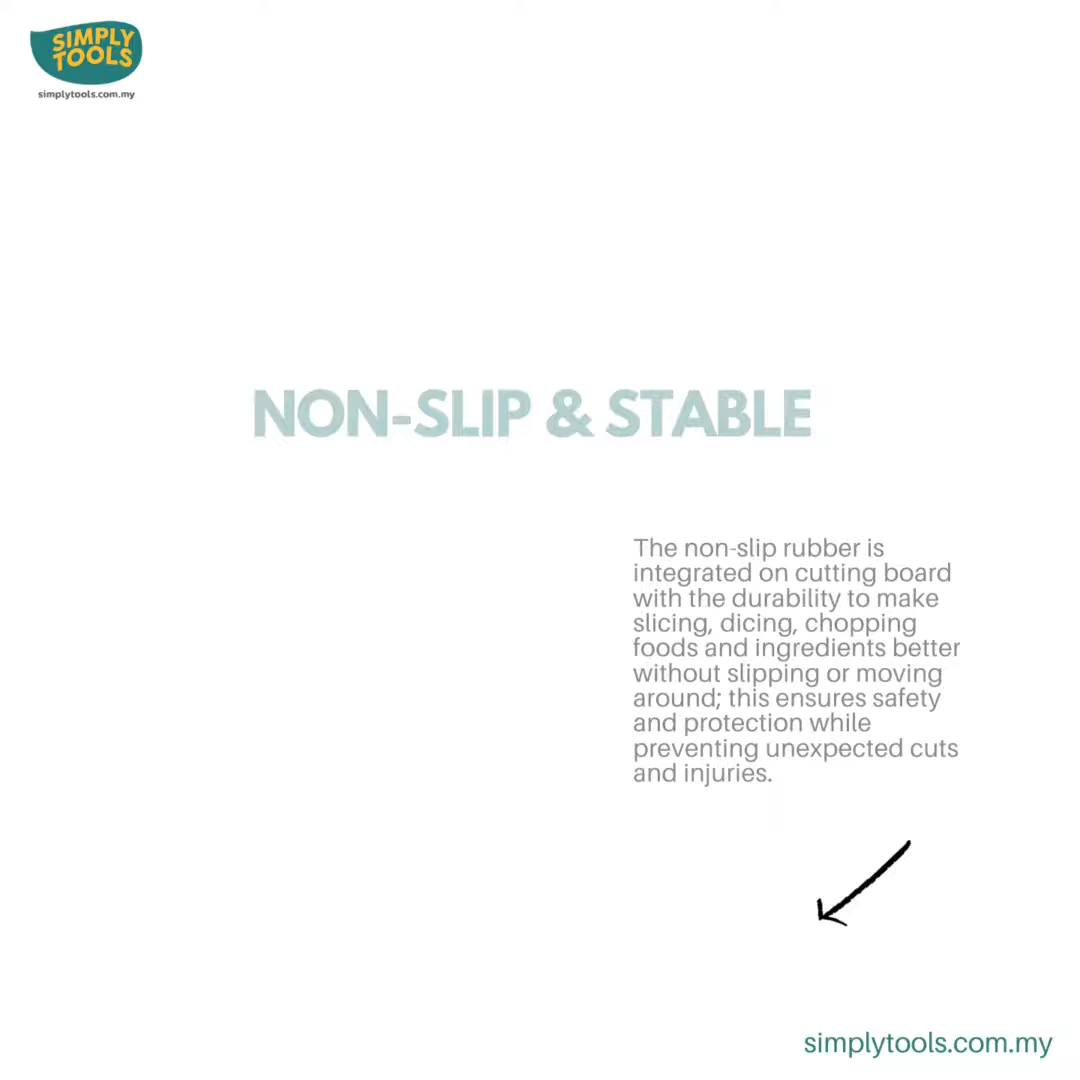 SIMPLY
TOOLS
simplytools.com.my
NON-SLIP & STABLE
The non-slip rubber is
integrated on cutting board
with the durability to make
slicing, dicing, chopping
foods and ingredients better
without slipping or moving
around; this ensures safety
and protection while
preventing unexpected cuts
and injuries.
simplytools.com.my